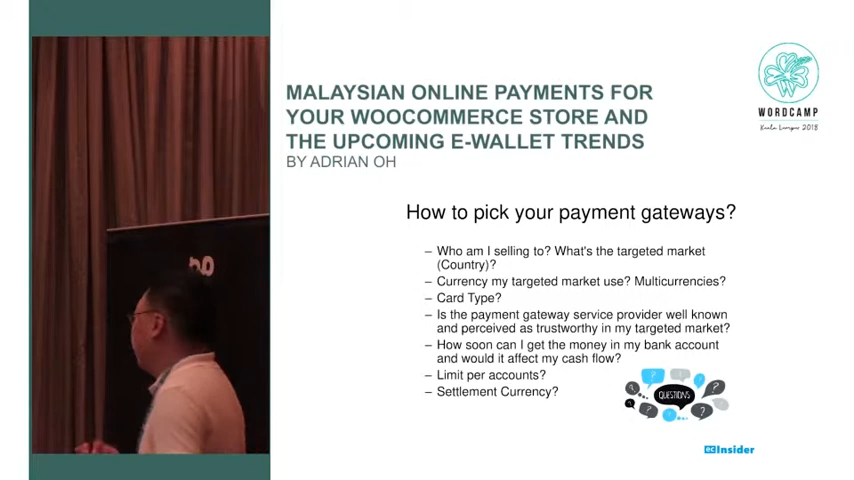 MALAYSIAN ONLINE PAYMENTS FOR
YOUR WOOCOMMERCE STORE AND
THE UPCOMING E-WALLET TRENDS
BY ADRIAN OH
WORDCAMP
Kuala Lumpur 2018
How to pick your payment gateways?
– Who am I selling to? What's the targeted market
(Country)?
– Currency my targeted market use? Multicurrencies?
– Card Type?
– Is the payment gateway service provider well known
and perceived as trustworthy in my targeted market?
– How soon can I get the money in my bank account
and would it affect my cash flow?
– Limit per accounts?
– Settlement Currency?
QUESTIONS
ecInsider